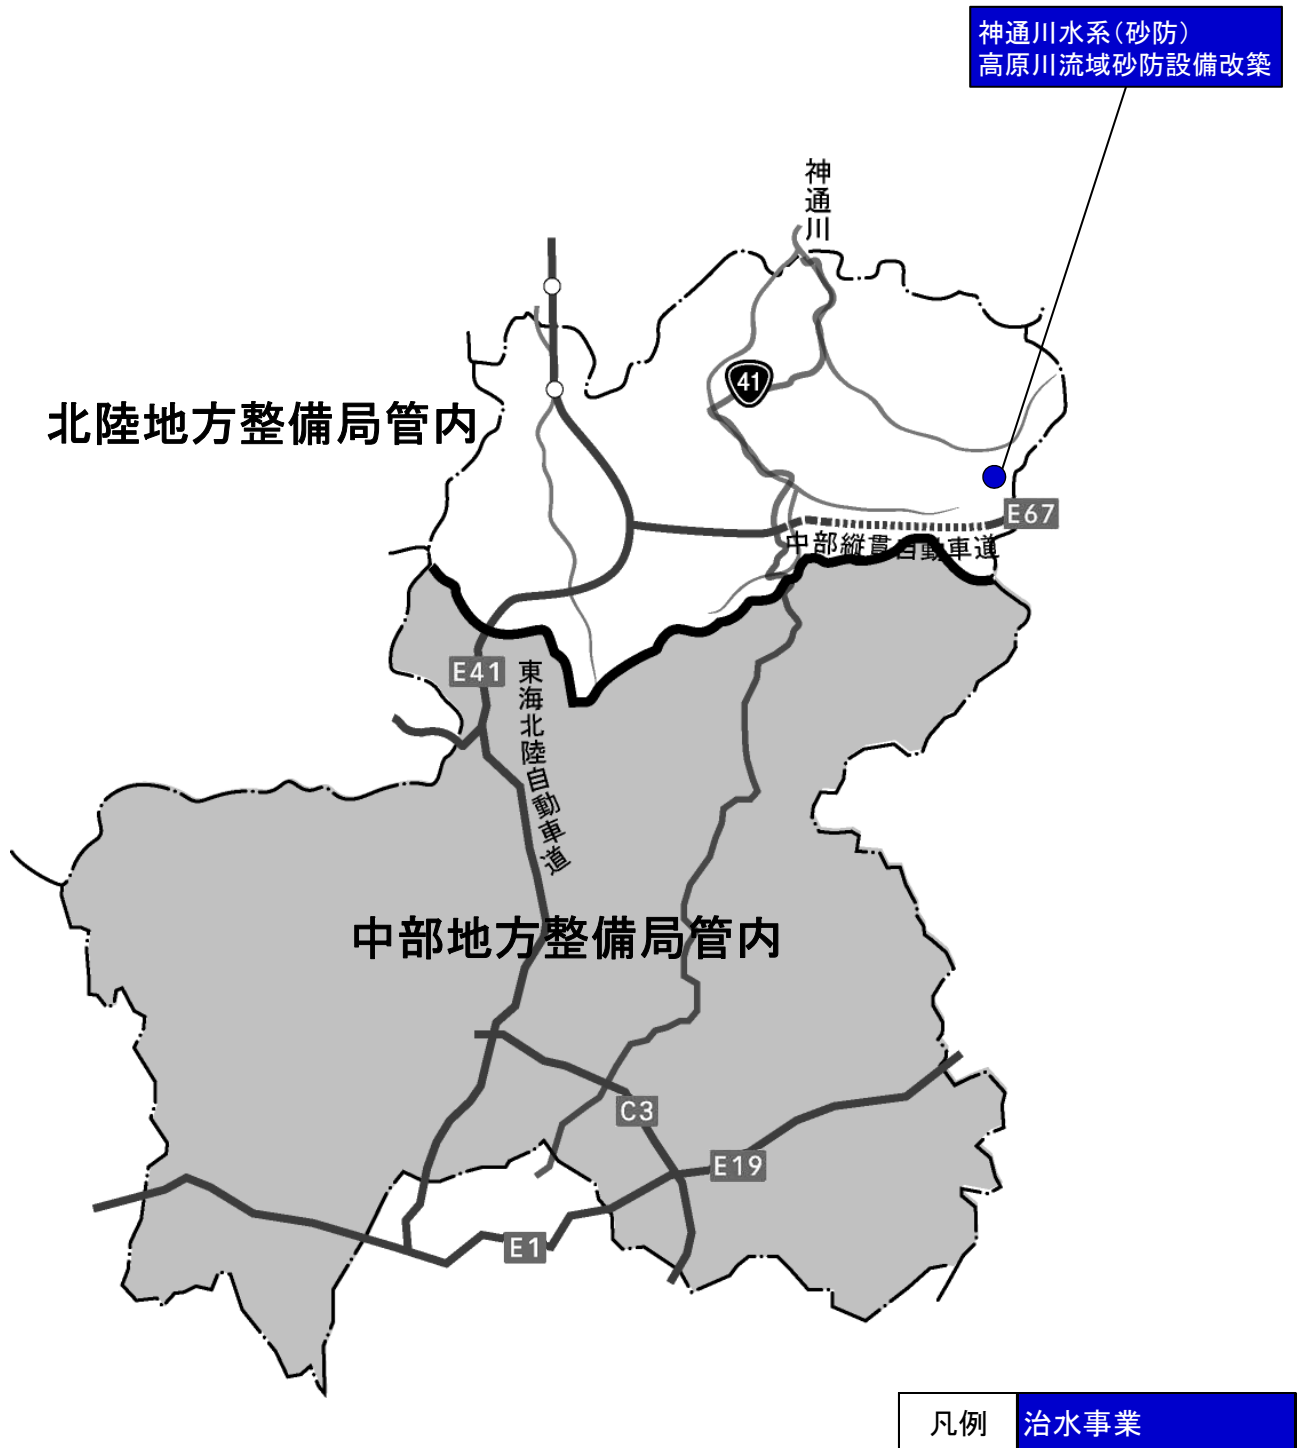 神通川水系（砂防）
高原川流域砂防設備改築
神通川
41
北陸地方整備局管内
E67
中部縦貫自動車道
E41
東海北陸自動車道
中部地方整備局管内
C3
E19
E1
凡例
治水事業